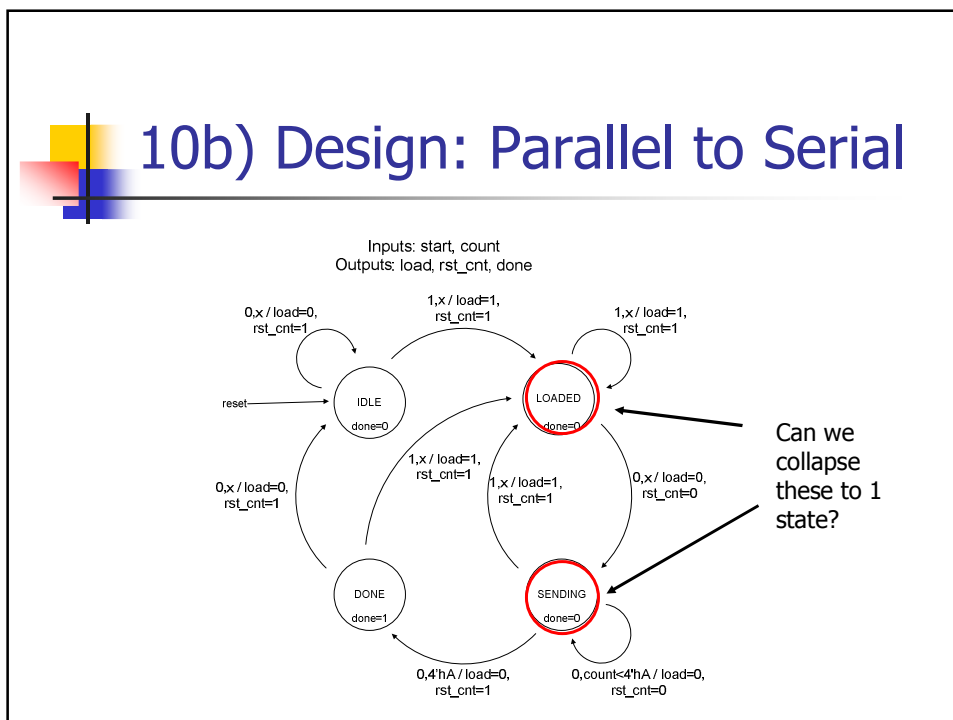 10b) Design: Parallel to Serial
Inputs: start, count
Outputs: load, rst_cnt, done
0,x / load=0,
rst_cnt=1
1,x / load=1,
rst_cnt=1
1,x / load=1,
rst_cnt=1
reset
IDLE
done=0
LOADED
done=0
Can we
collapse
these to 1
state?
0,x / load=0,
rst_cnt=1
1,x / load=1,
rst_cnt=1
1,x / load=1,
rst_cnt=1
0,x / load=0,
rst_cnt=0
DONE
done=1
SENDING
done=0
0,4'hA / load=0,
rst_cnt=1
0,count<4'hA / load=0,
rst_cnt=0